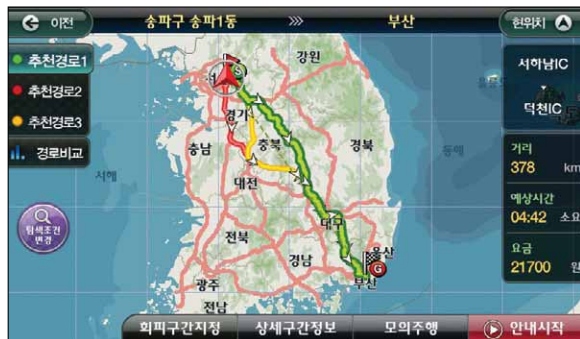 이전
송파구 송파1동
부산
현위치
추천경로1
추천경로2
추천경로3
경로비교
탐색조건
변경
강원
경기
충남
충북
경북
대전
대구
전북
경남
울산
부산
광주
전남
서해
동해
G
서하남IC
덕천IC
거리
378 km
예상시간
04:42 소요
요금
21700 원
회피구간지정
상세구간정보
모의주행
안내시작